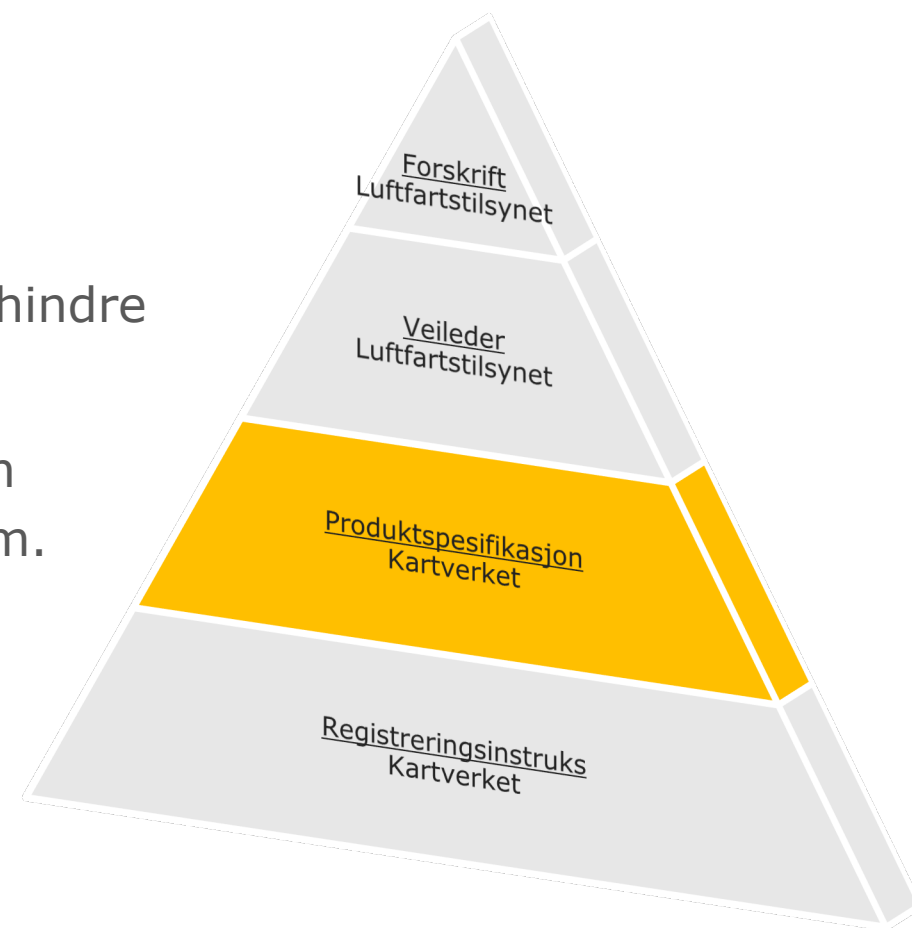 Forskrift
Luftfartstilsynet
hindre
Veileder
Luftfartstilsynet
m.
Produktspesifikasjon
Kartverket
Registreringsinstruks
Kartverket